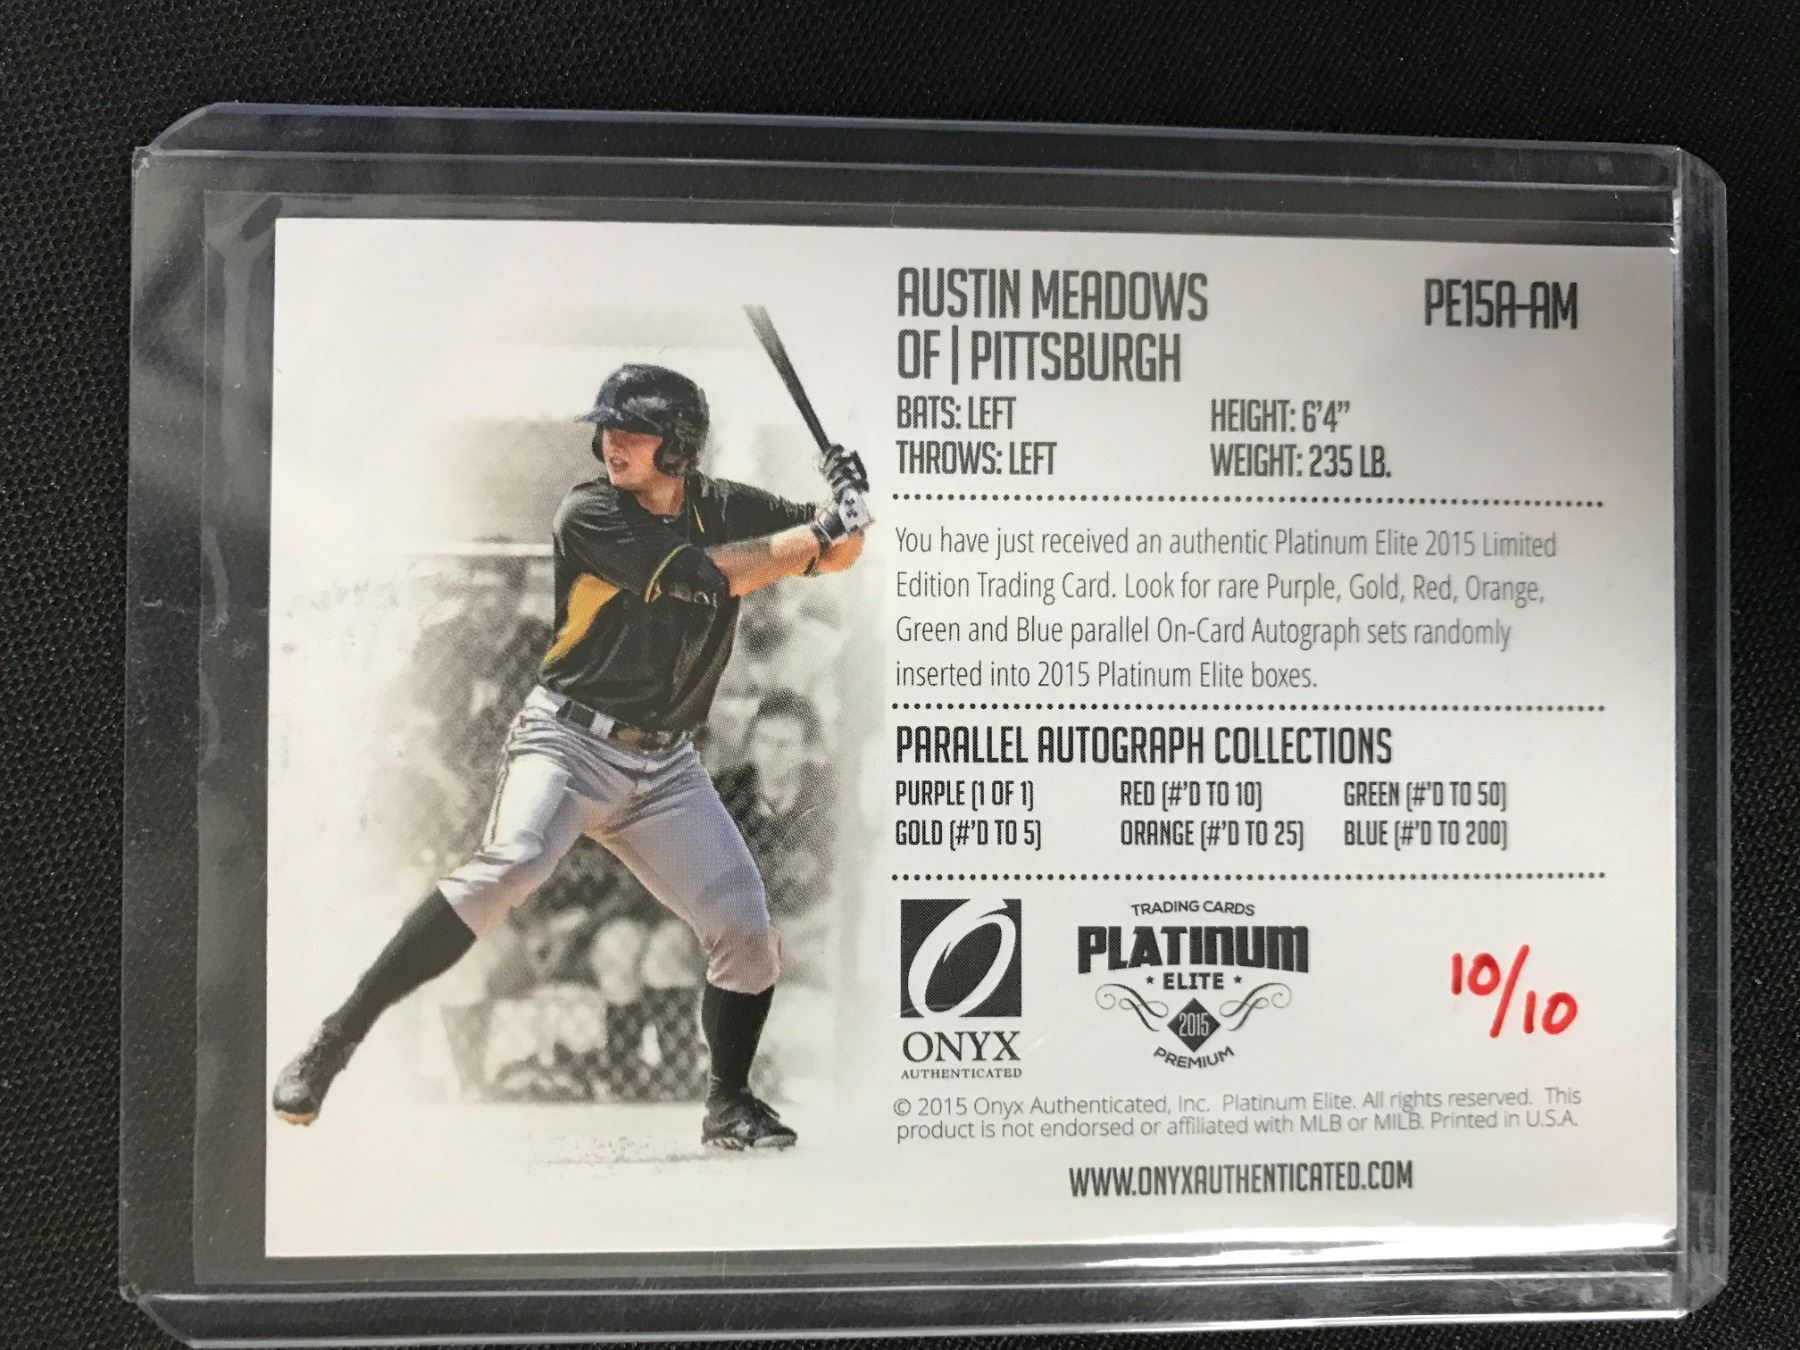 AUSTIN MEADOWS
OF | PITTSBURGH
PE15A-AM
BATS: LEFT
THROWS: LEFT
HEIGHT: 6'4”
WEIGHT: 235 LB.
You have just received an authentic Platinum Elite 2015 Limited
Edition Trading Card. Look for rare Purple, Gold, Red, Orange,
Green and Blue parallel On-Card Autograph sets randomly
inserted into 2015 Platinum Elite boxes.
PARALLEL AUTOGRAPH COLLECTIONS
PURPLE (1 OF 1)
GOLD (#'D TO 5)
RED (#'D TO 10)
ORANGE (#'D TO 25)
GREEN (#'D TO 50)
BLUE (#'D TO 200)
ONYX
AUTHENTICATED
TRADING CARDS
PLATINUM
★ ELITE ★
2015
PREMIUM
10/10
© 2015 Onyx Authenticated, Inc. Platinum Elite. All rights reserved. This
product is not endorsed or affiliated with MLB or MILB. Printed in U.S.A.
WWW.ONYXAUTHENTICATED.COM